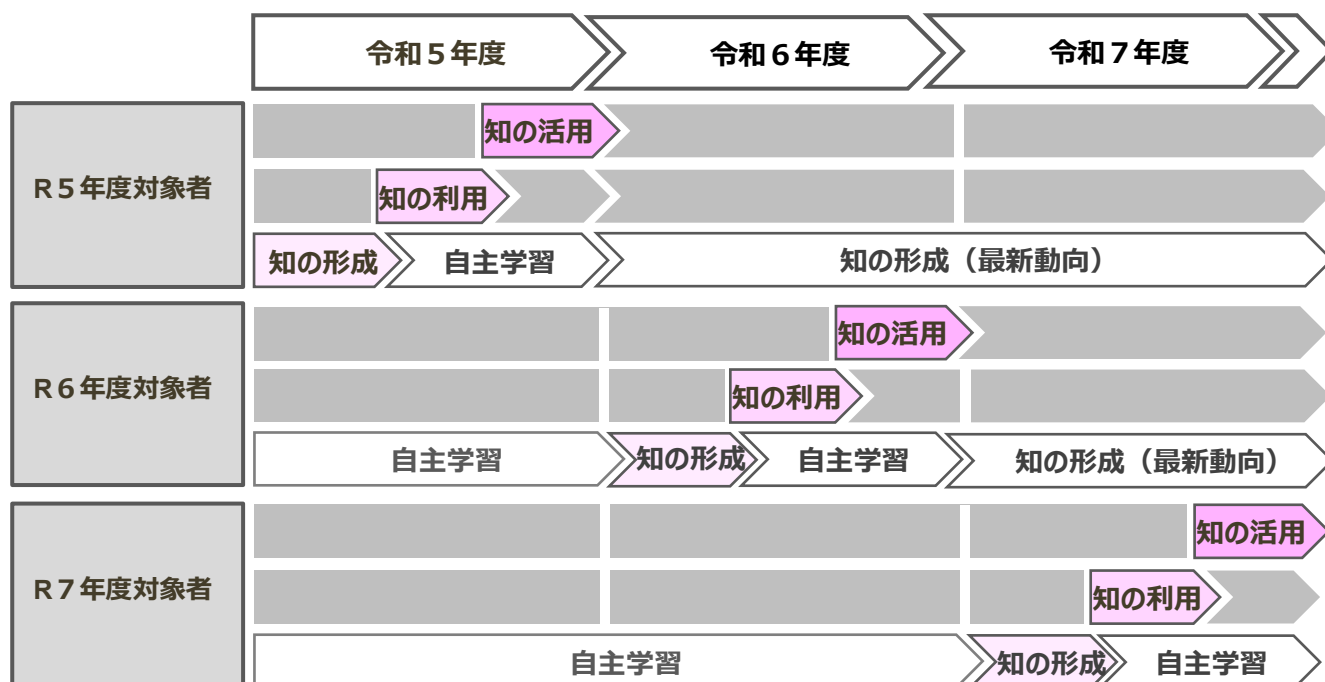 令和５年度
令和６年度
令和７年度
Ｒ５年度対象者
知の活用
知の利用
知の形成
自主学習
知の形成（最新動向）
Ｒ６年度対象者
知の活用
知の利用
自主学習
知の形成
自主学習
知の形成（最新動向）
Ｒ７年度対象者
知の活用
知の利用
自主学習
知の形成
自主学習